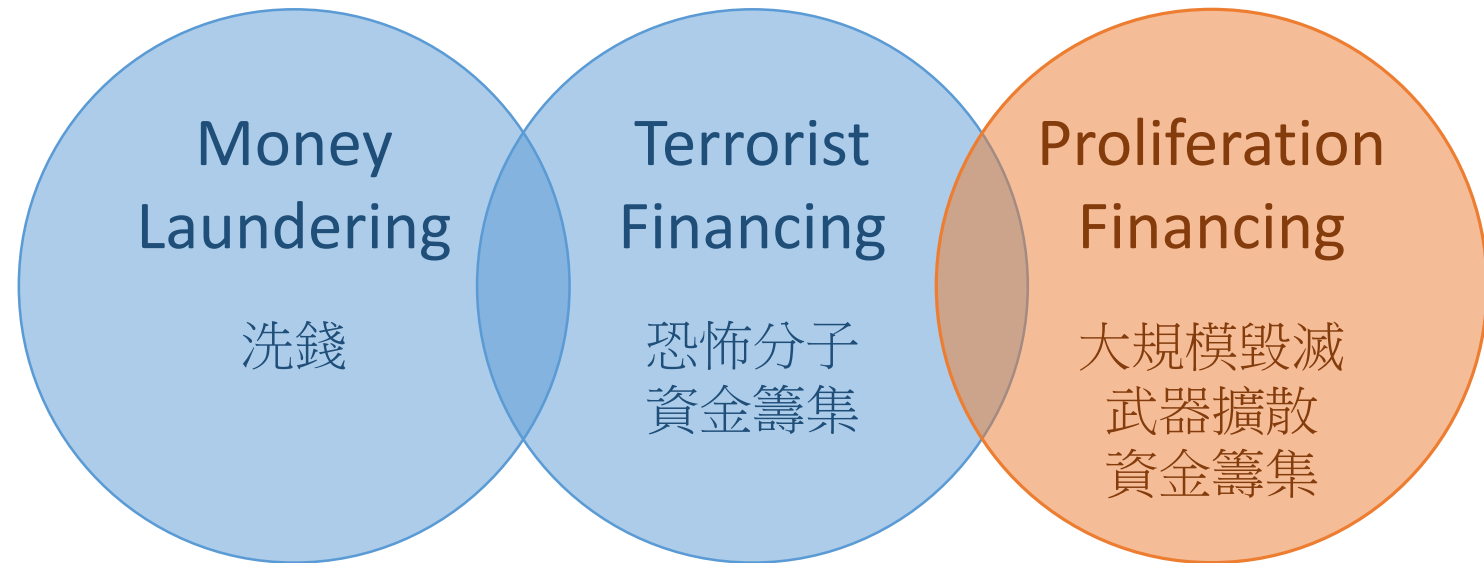 Money
Laundering
洗錢
Terrorist
Financing
恐怖分子
資金籌集
Proliferation
Financing
大規模毀滅
武器擴散
資金籌集